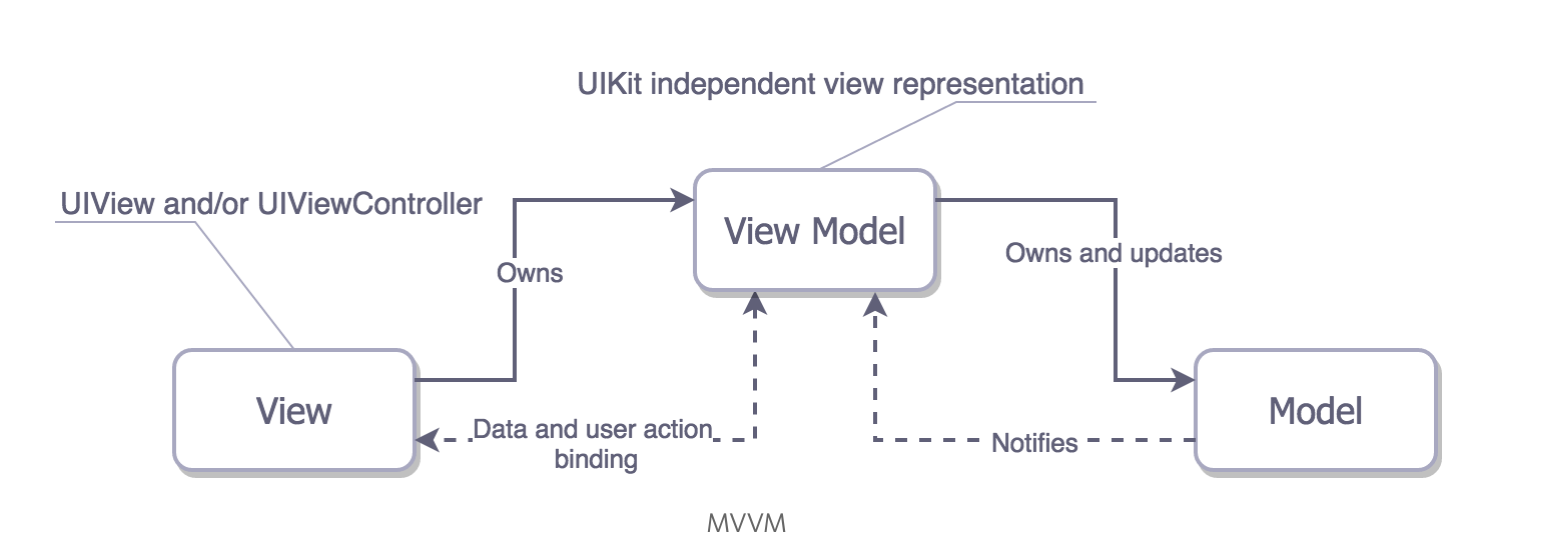 UIKit independent view representation
UIView and/or UIViewController
View Model
Owns and updates
Owns
View
Model
Data and user action
binding
Notifies
MVVM